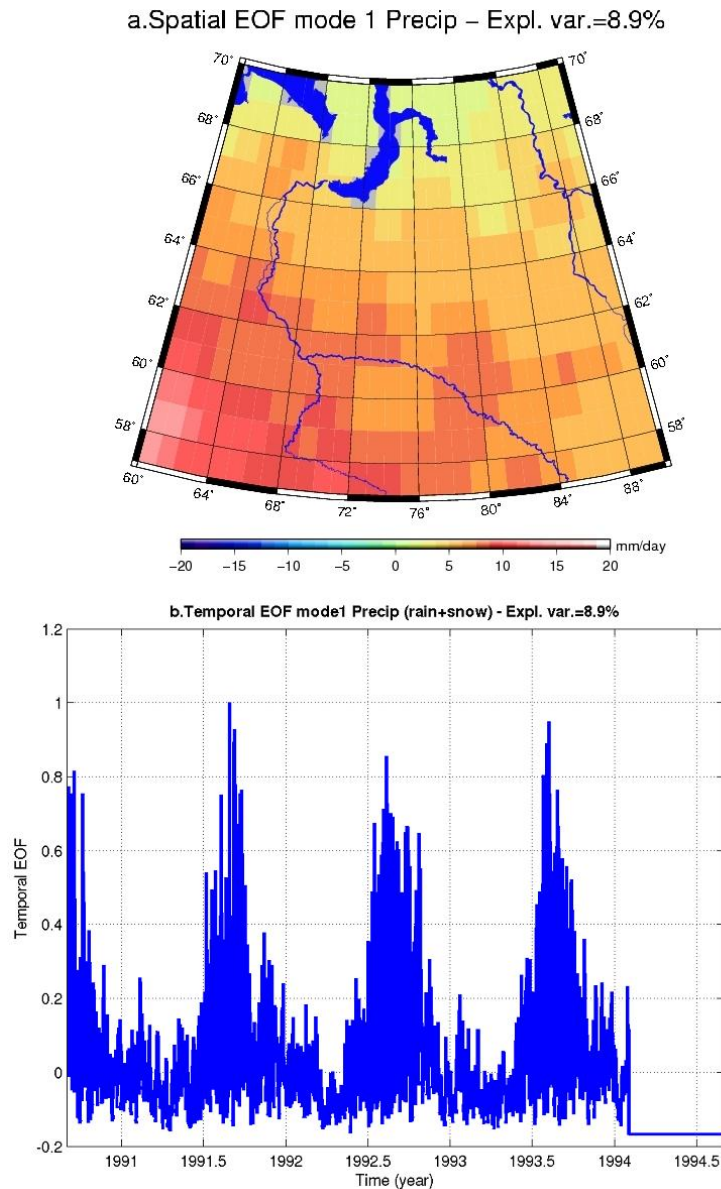 a.Spatial EOF mode 1 Precip – Expl. var.=8.9%
70° 70°
68° 68°
66° 66°
64° 64°
62° 62°
60° 60°
58° 58°
60° 64° 68° 72° 76° 80° 84° 88°
−20 −15 −10 −5 0 5 10 15 20 mm/day
b.Temporal EOF mode1 Precip (rain+snow) - Expl. var.=8.9%
1.2
1
0.8
0.6
0.4
0.2
0
-0.2
Temporal EOF
1991 1991.5 1992 1992.5 1993 1993.5 1994 1994.5
Time (year)